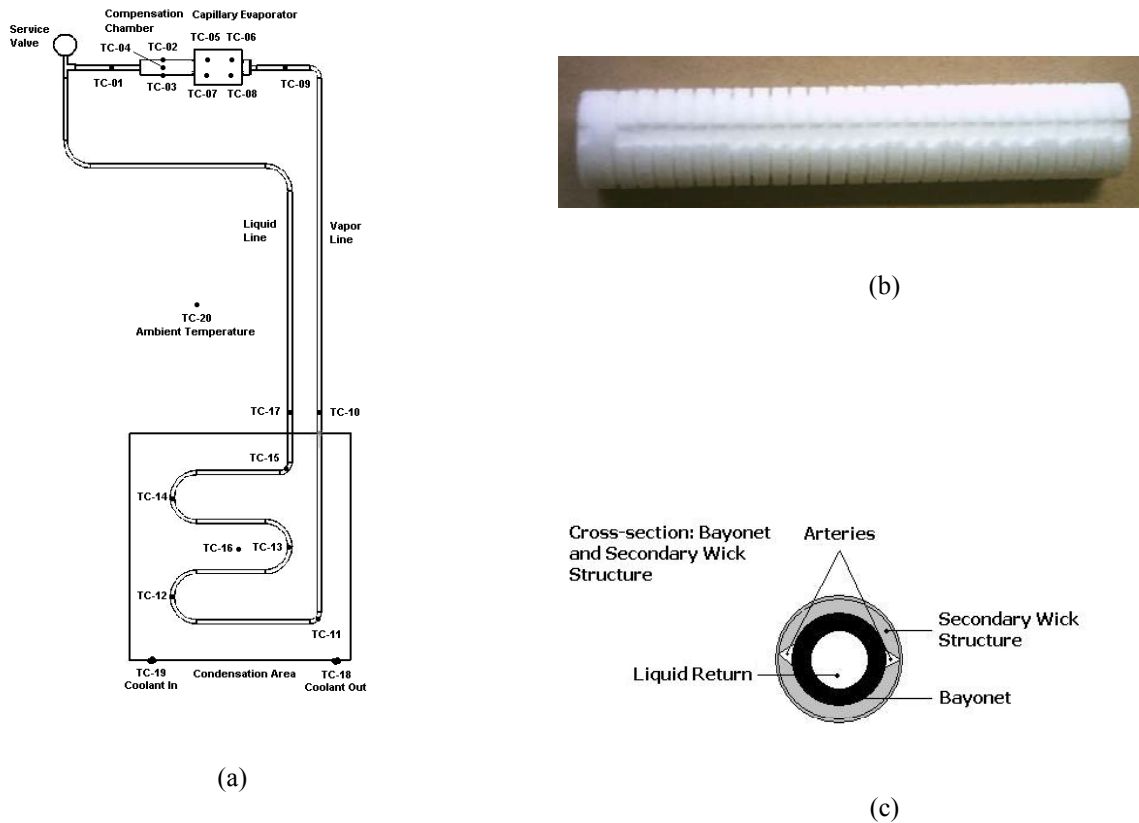 Service
Valve
Compensation
Chamber
Capillary Evaporator
TC-04
TC-02
TC-05
TC-06
TC-01
TC-03
TC-07
TC-08
TC-09
Liquid
Line
Vapor
Line
TC-20
Ambient Temperature
TC-17
TC-10
TC-15
TC-14
TC-16
TC-13
TC-12
TC-11
TC-19
Coolant In
Condensation Area
TC-18
Coolant Out
(a)
(b)
Cross-section: Bayonet
and Secondary Wick
Structure
Arteries
Secondary Wick
Structure
Liquid Return
Bayonet
(c)